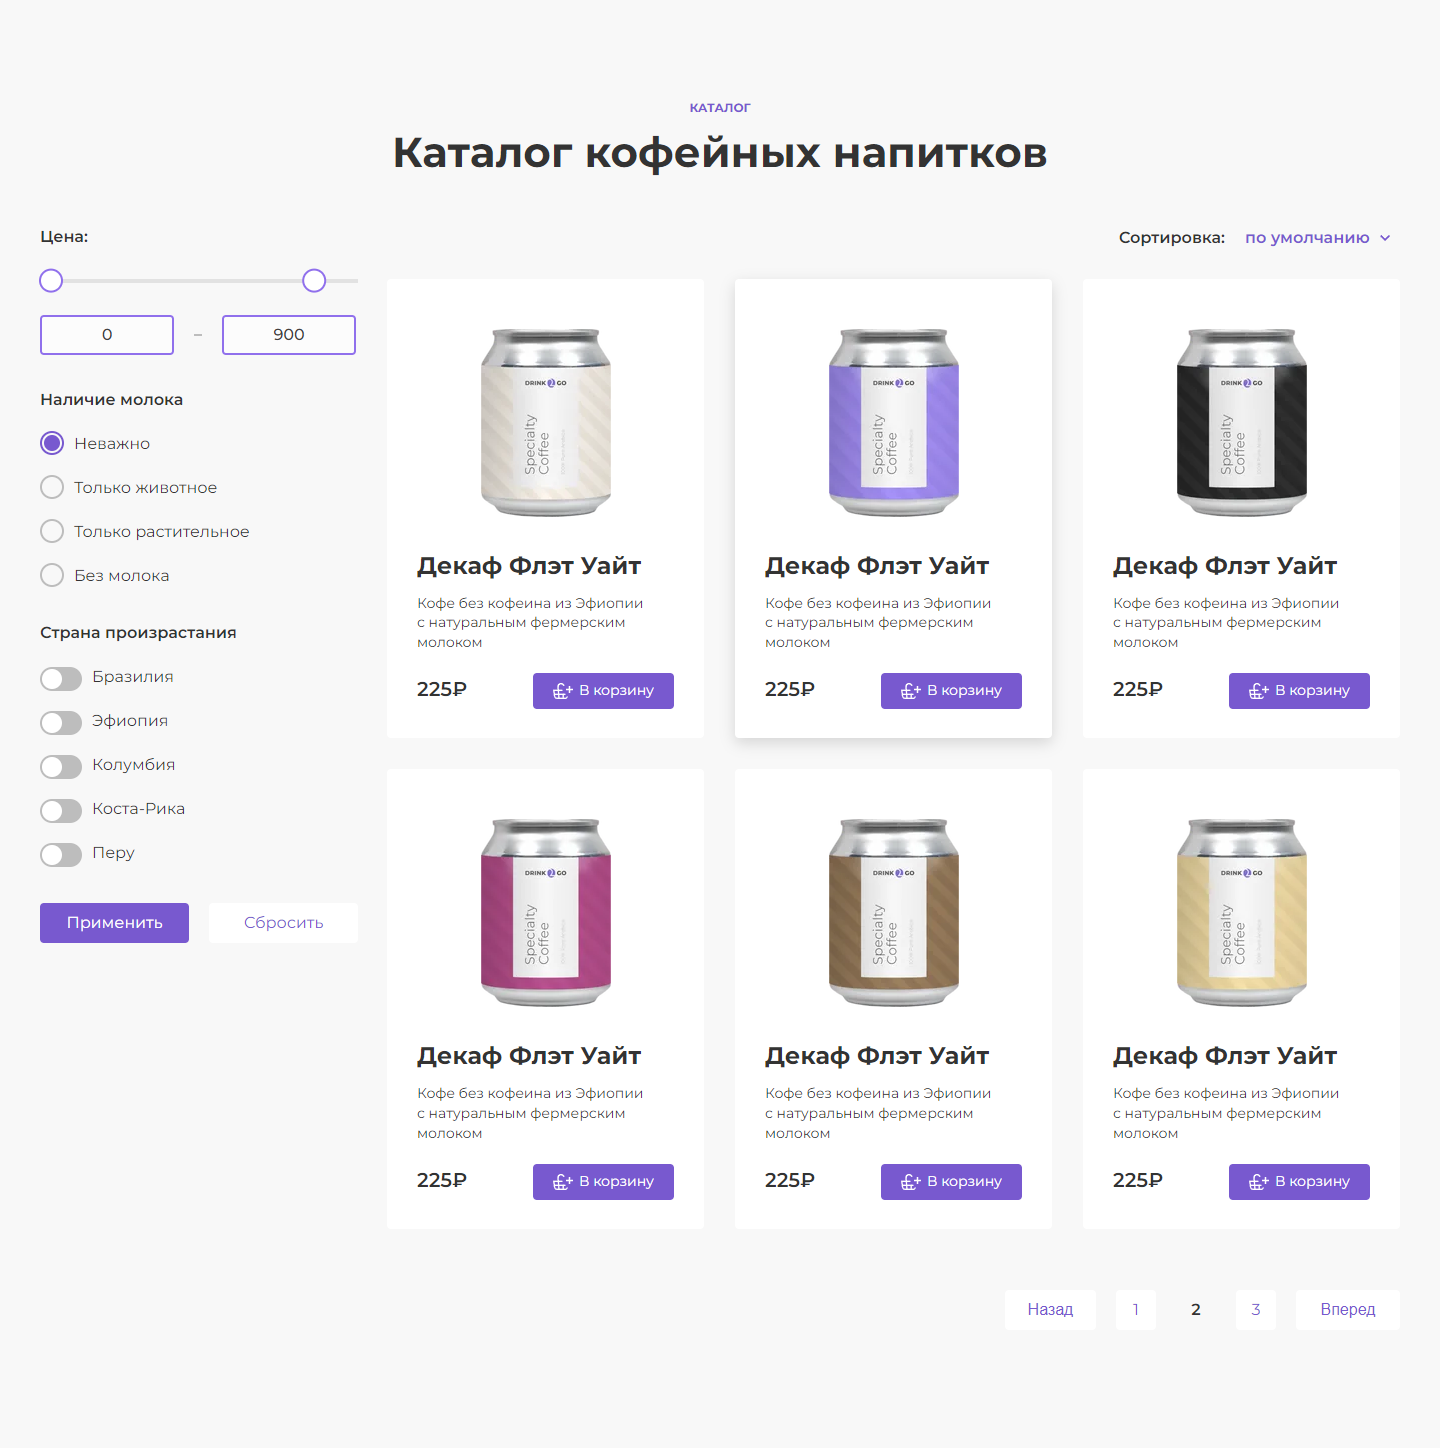 КАТАЛОГ
Каталог кофейных напитков
Цена:
0 – 900
Наличие молока
Неважно
Только животное
Только растительное
Без молока
Страна произрастания
Бразилия
Эфиопия
Колумбия
Коста-Рика
Перу
Применить Сбросить
Сортировка: по умолчанию
DRINK 2 GO
Specialty
Coffee
Декаф Флэт Уайт
Кофе без кофеина из Эфиопии
с натуральным фермерским
молоком
225₽ В корзину
DRINK 2 GO
Specialty
Coffee
Декаф Флэт Уайт
Кофе без кофеина из Эфиопии
с натуральным фермерским
молоком
225₽ В корзину
DRINK 2 GO
Specialty
Coffee
Декаф Флэт Уайт
Кофе без кофеина из Эфиопии
с натуральным фермерским
молоком
225₽ В корзину
DRINK 2 GO
Specialty
Coffee
Декаф Флэт Уайт
Кофе без кофеина из Эфиопии
с натуральным фермерским
молоком
225₽ В корзину
DRINK 2 GO
Specialty
Coffee
Декаф Флэт Уайт
Кофе без кофеина из Эфиопии
с натуральным фермерским
молоком
225₽ В корзину
DRINK 2 GO
Specialty
Coffee
Декаф Флэт Уайт
Кофе без кофеина из Эфиопии
с натуральным фермерским
молоком
225₽ В корзину
Назад 1 2 3 Вперед